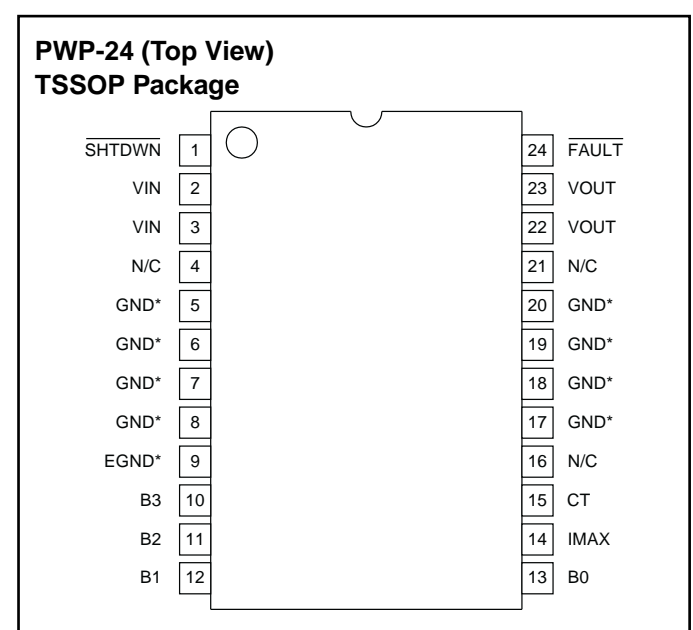 PWP-24 (Top View)
TSSOP Package
SHTDWN 1 24 FAULT
VIN 2 23 VOUT
VIN 3 22 VOUT
N/C 4 21 N/C
GND* 5 20 GND*
GND* 6 19 GND*
GND* 7 18 GND*
GND* 8 17 GND*
EGND* 9 16 N/C
B3 10 15 CT
B2 11 14 IMAX
B1 12 13 B0